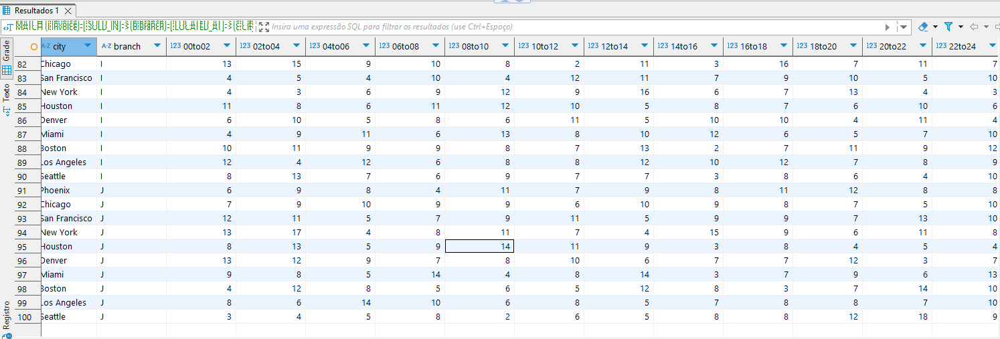 Resultados 1
MATCH (i:Invoice)-[:SOLD_IN]->(b:Branch)-[:LOCATED_AT]->(c:Cit Insira uma expressão SQL para filtrar os resultados (use Ctrl+Espaço)
Grade
Texto
Registro
A-Z city A-Z branch 123 00to02 123 02to04 123 04to06 123 06to08 123 08to10 123 10to12 123 12to14 123 14to16 123 16to18 123 18to20 123 20to22 123 22to24
82 Chicago I 13 15 9 10 8 2 11 3 16 7 11 7
83 San Francisco I 4 5 4 10 4 12 11 7 9 10 5 10
84 New York I 4 3 6 9 12 9 16 6 7 13 4 3
85 Houston I 11 8 6 11 12 10 5 8 7 6 10 6
86 Denver I 6 10 5 8 6 11 5 10 10 4 11 4
87 Miami I 4 9 11 6 13 8 10 12 6 5 7 10
88 Boston I 10 11 9 9 8 7 13 2 7 11 9 12
89 Los Angeles I 12 4 12 6 8 8 12 10 12 7 8 9
90 Seattle I 8 13 7 6 9 7 7 3 8 6 4 10
91 Phoenix J 6 9 8 4 11 7 9 8 11 12 8 8
92 Chicago J 7 9 10 9 9 6 10 9 8 7 5 10
93 San Francisco J 12 11 5 7 9 11 5 9 9 7 13 10
94 New York J 13 17 4 8 11 7 4 15 9 6 11 8
95 Houston J 8 13 5 9 14 11 9 3 8 4 5 4
96 Denver J 13 12 9 7 8 10 6 7 7 12 3 7
97 Miami J 9 8 5 14 4 8 14 3 7 9 6 13
98 Boston J 4 12 8 5 6 5 12 8 3 7 14 10
99 Los Angeles J 8 6 14 10 6 8 5 7 8 8 7 10
100 Seattle J 3 4 5 8 2 6 5 8 8 12 18 9